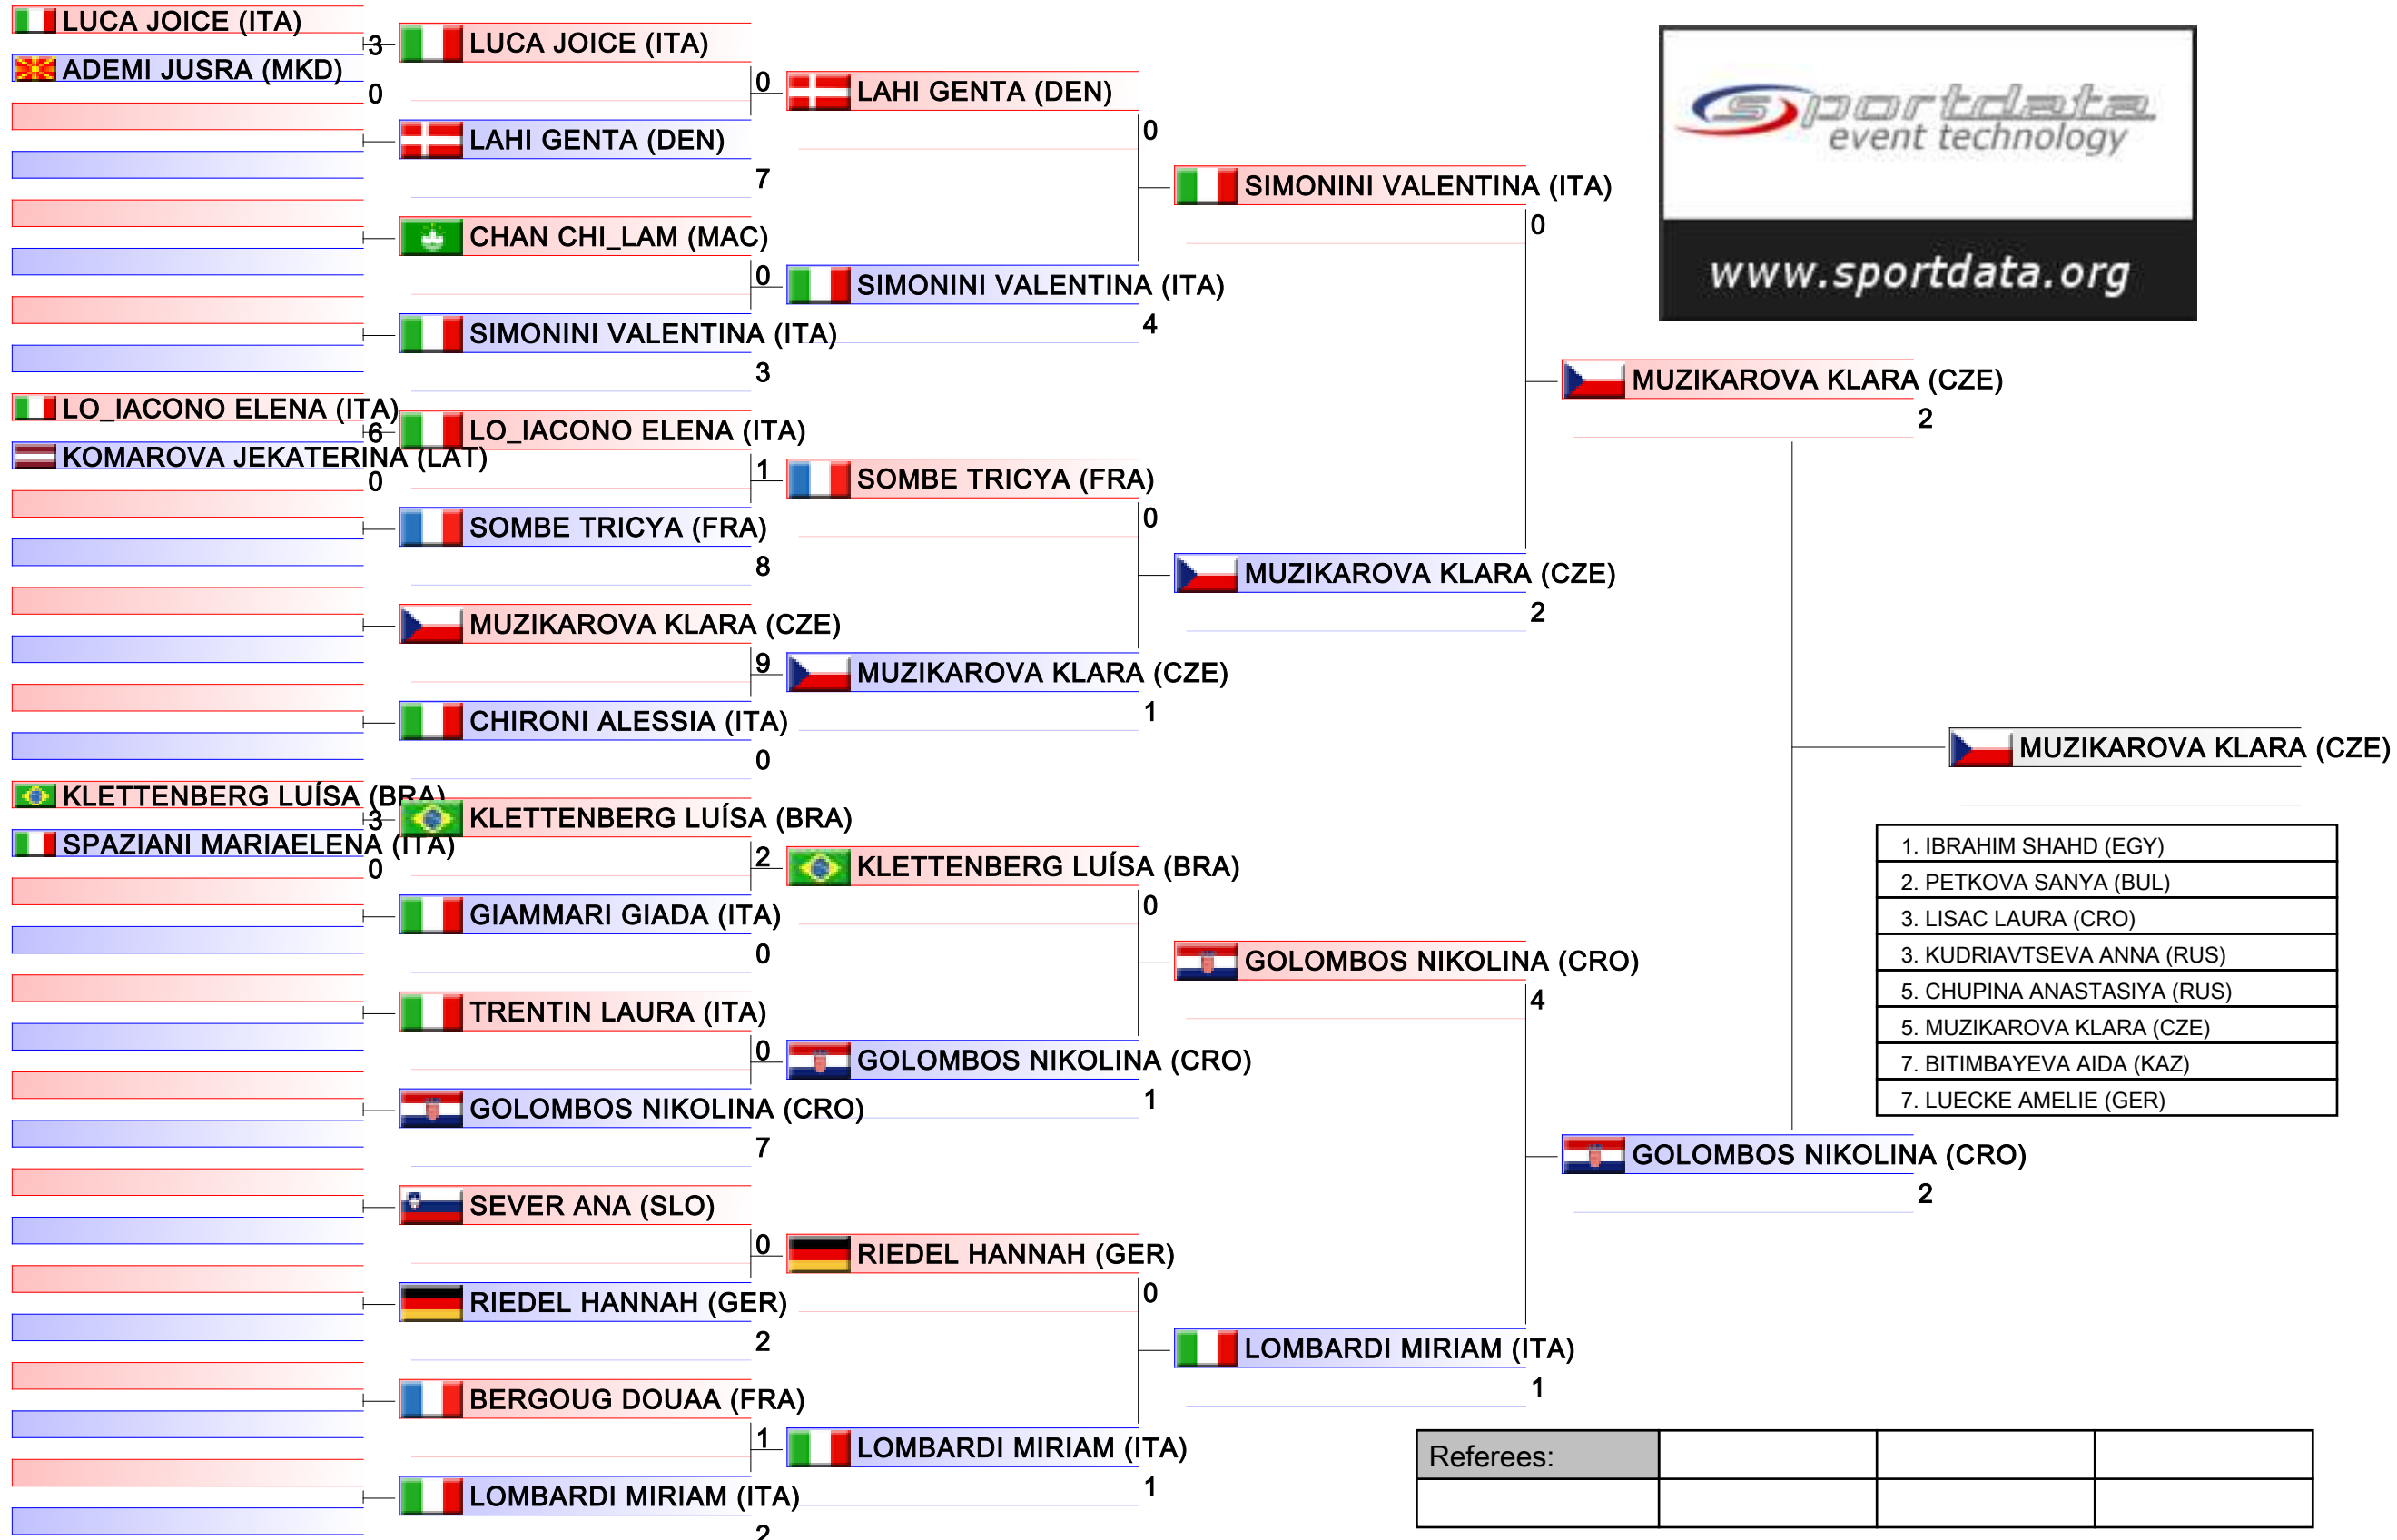 LUCA JOICE (ITA)
3
ADEMI JUSRA (MKD)
0
LO_IACONO ELENA (ITA)
6
KOMAROVA JEKATERINA (LAT)
0
KLETTENBERG LUÍSA (BRA)
3
SPAZIANI MARIAELENA (ITA)
0
LUCA JOICE (ITA)
0
LAHI GENTA (DEN)
7
CHAN CHI_LAM (MAC)
0
SIMONINI VALENTINA (ITA)
3
LO_IACONO ELENA (ITA)
1
SOMBE TRICYA (FRA)
8
MUZIKAROVA KLARA (CZE)
9
CHIRONI ALESSIA (ITA)
0
KLETTENBERG LUÍSA (BRA)
2
GIAMMARI GIADA (ITA)
0
TRENTIN LAURA (ITA)
0
GOLOMBOS NIKOLINA (CRO)
7
SEVER ANA (SLO)
0
RIEDEL HANNAH (GER)
2
BERGOUG DOUAA (FRA)
1
LOMBARDI MIRIAM (ITA)
2
LAHI GENTA (DEN)
0
SIMONINI VALENTINA (ITA)
4
SOMBE TRICYA (FRA)
0
MUZIKAROVA KLARA (CZE)
1
KLETTENBERG LUÍSA (BRA)
0
GOLOMBOS NIKOLINA (CRO)
1
RIEDEL HANNAH (GER)
0
LOMBARDI MIRIAM (ITA)
1
SIMONINI VALENTINA (ITA)
0
MUZIKAROVA KLARA (CZE)
2
GOLOMBOS NIKOLINA (CRO)
4
LOMBARDI MIRIAM (ITA)
1
MUZIKAROVA KLARA (CZE)
2
GOLOMBOS NIKOLINA (CRO)
2
MUZIKAROVA KLARA (CZE)
sportdata
event technology
www.sportdata.org
1. IBRAHIM SHAHD (EGY)
2. PETKOVA SANYA (BUL)
3. LISAC LAURA (CRO)
3. KUDRIAVTSEVA ANNA (RUS)
5. CHUPINA ANASTASIYA (RUS)
5. MUZIKAROVA KLARA (CZE)
7. BITIMBAYEVA AIDA (KAZ)
7. LUECKE AMELIE (GER)
Referees: